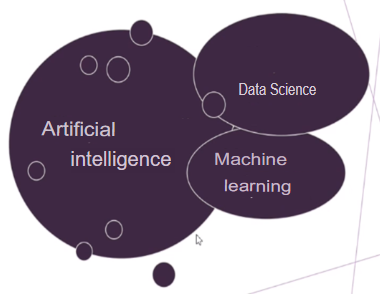 Data Science
Artificial
intelligence
Machine
learning